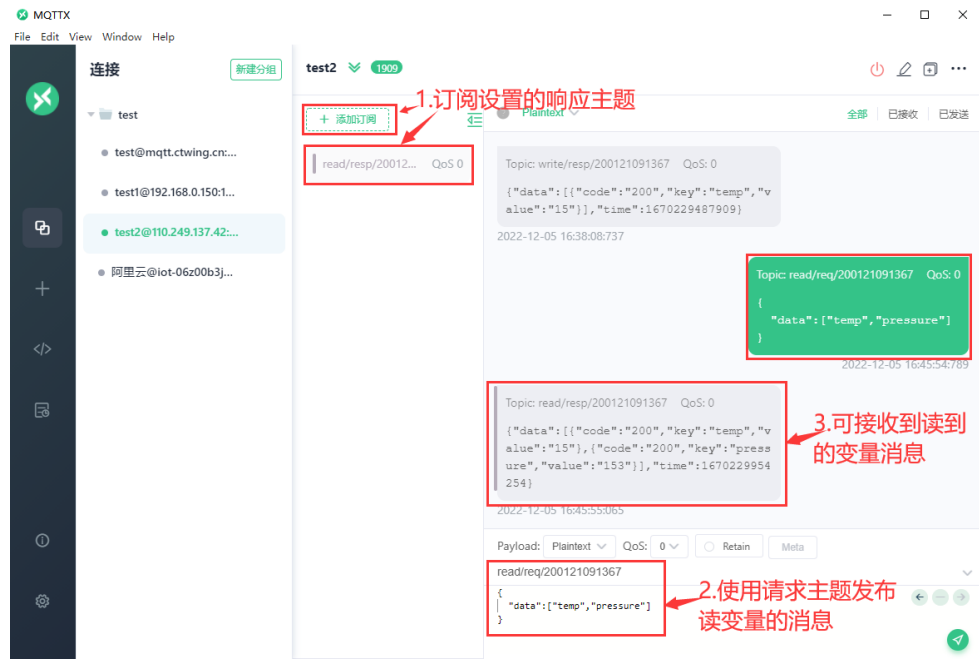 MQTTX
File Edit View Window Help
连接
新建分组
test
test@mqtt.ctwing.cn:...
test1@192.168.0.150:1...
test2@110.249.137.42:...
阿里云@iot-06z00b3j...
test2
1909
1.订阅设置的响应主题
+ 添加订阅
read/resp/20012... QoS 0
Plaintext
全部 已接收 已发送
Topic: write/resp/200121091367 QoS: 0
{"data":[{"code":"200","key":"temp","v
alue":"15"}],"time":1670229487909}
2022-12-05 16:38:08:737
Topic: read/req/200121091367 QoS: 0
{
"data":["temp","pressure"]
}
2022-12-05 16:45:54:789
Topic: read/resp/200121091367 QoS: 0
{"data":[{"code":"200","key":"temp","v
alue":"15"},{"code":"200","key":"press
ure","value":"153"}],"time":1670229954
254}
2022-12-05 16:45:55:065
3.可接收到读到
的变量消息
Payload: Plaintext QoS: 0 Retain Meta
read/req/200121091367
{
"data":["temp","pressure"]
}
2.使用请求主题发布
读变量的消息